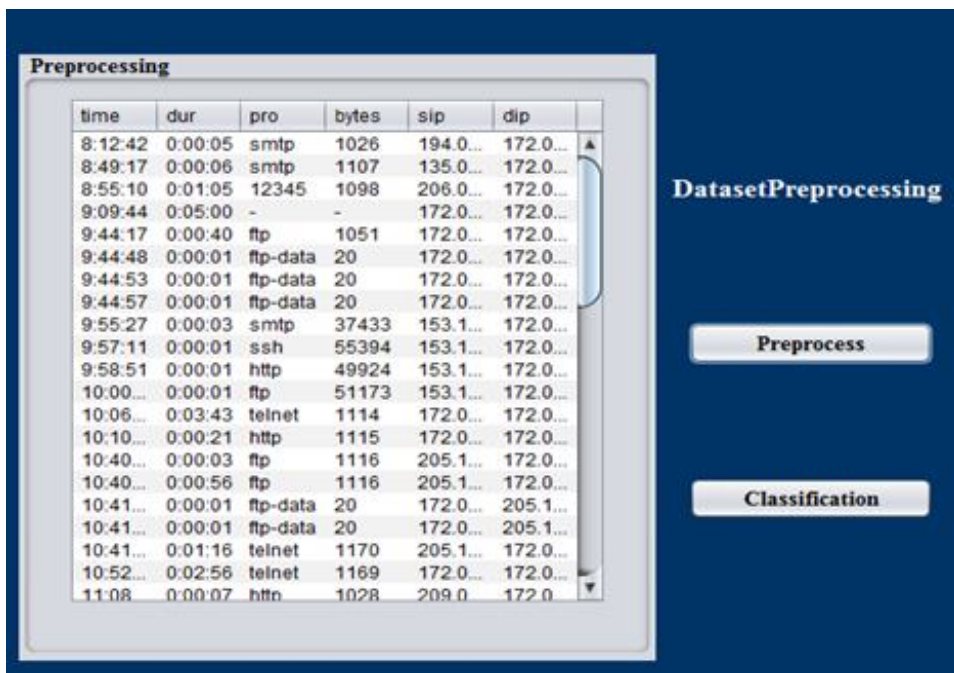 Preprocessing
time dur pro bytes sip dip
8:12:42 0:00:05 smtp 1026 194.0... 172.0...
8:49:17 0:00:06 smtp 1107 135.0... 172.0...
8:55:10 0:01:05 12345 1098 206.0... 172.0...
9:09:44 0:05:00 - - 172.0... 172.0...
9:44:17 0:00:40 ftp 1051 172.0... 172.0...
9:44:48 0:00:01 ftp-data 20 172.0... 172.0...
9:44:53 0:00:01 ftp-data 20 172.0... 172.0...
9:44:57 0:00:01 ftp-data 20 172.0... 172.0...
9:55:27 0:00:03 smtp 37433 153.1... 172.0...
9:57:11 0:00:01 ssh 55394 153.1... 172.0...
9:58:51 0:00:01 http 49924 153.1... 172.0...
10:00... 0:00:01 ftp 51173 153.1... 172.0...
10:06... 0:03:43 telnet 1114 172.0... 172.0...
10:10... 0:00:21 http 1115 172.0... 172.0...
10:40... 0:00:03 ftp 1116 205.1... 172.0...
10:40... 0:00:56 ftp 1116 205.1... 172.0...
10:41... 0:00:01 ftp-data 20 172.0... 205.1...
10:41... 0:00:01 ftp-data 20 172.0... 205.1...
10:41... 0:01:16 telnet 1170 205.1... 172.0...
10:52... 0:02:56 telnet 1169 172.0... 172.0...
11:08 0:00:07 http 1028 209.0 172.0
DatasetPreprocessing
Preprocess
Classification